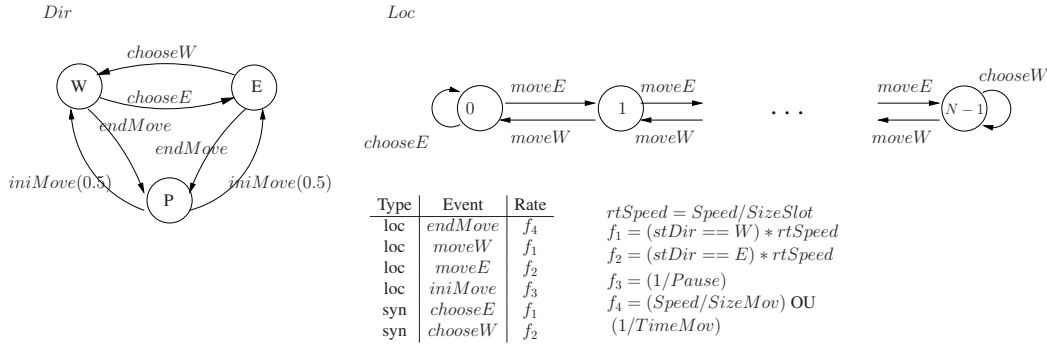 Dir
Loc
chooseW
W
E
chooseE
endMove
endMove
iniMove(0.5)
iniMove(0.5)
P
chooseW
moveE
moveE
moveE
0
1
...
N − 1
moveW
moveW
moveW
chooseE
Type Event Rate
loc endMove f4
loc moveW f1
loc moveE f2
loc iniMove f3
syn chooseE f1
syn chooseW f2
rtSpeed = Speed/SizeSlot
f1 = (stDir == W) * rtSpeed
f2 = (stDir == E) * rtSpeed
f3 = (1/Pause)
f4 = (Speed/SizeMov) OU
(1/TimeMov)